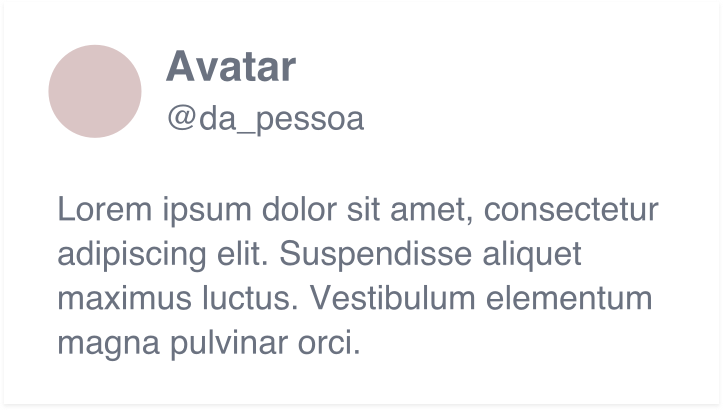 Avatar
@da_pessoa
Lorem ipsum dolor sit amet, consectetur
adipiscing elit. Suspendisse aliquet
maximus luctus. Vestibulum elementum
magna pulvinar orci.